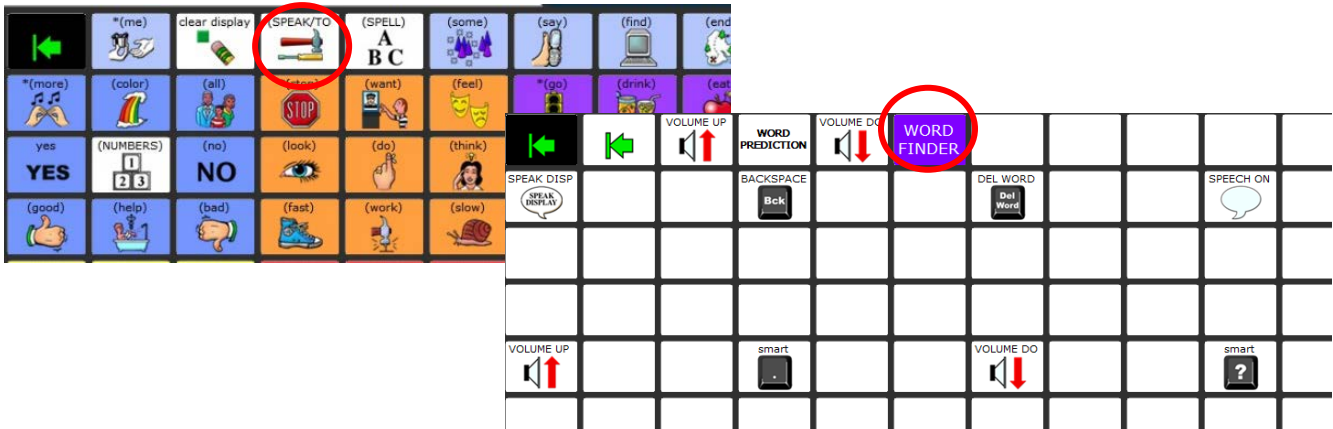 *(me) clear display (SPEAK/TO (SPELL) (some) (say) (find) (end
A
B C
*(more) (color) (all) (stop) (want) (feel) *(go) (drink) (eat
STOP
yes (NUMBERS) (no) (look) (do) (think)
YES 1 2 3 NO
(good) (help) (bad) (fast) (work) (slow)
VOLUME UP WORD PREDICTION VOLUME DO WORD FINDER
SPEAK DISP BACKSPACE DEL WORD SPEECH ON
SPEAK DISPLAY Bck Del Word
VOLUME UP smart VOLUME DO smart
. ?